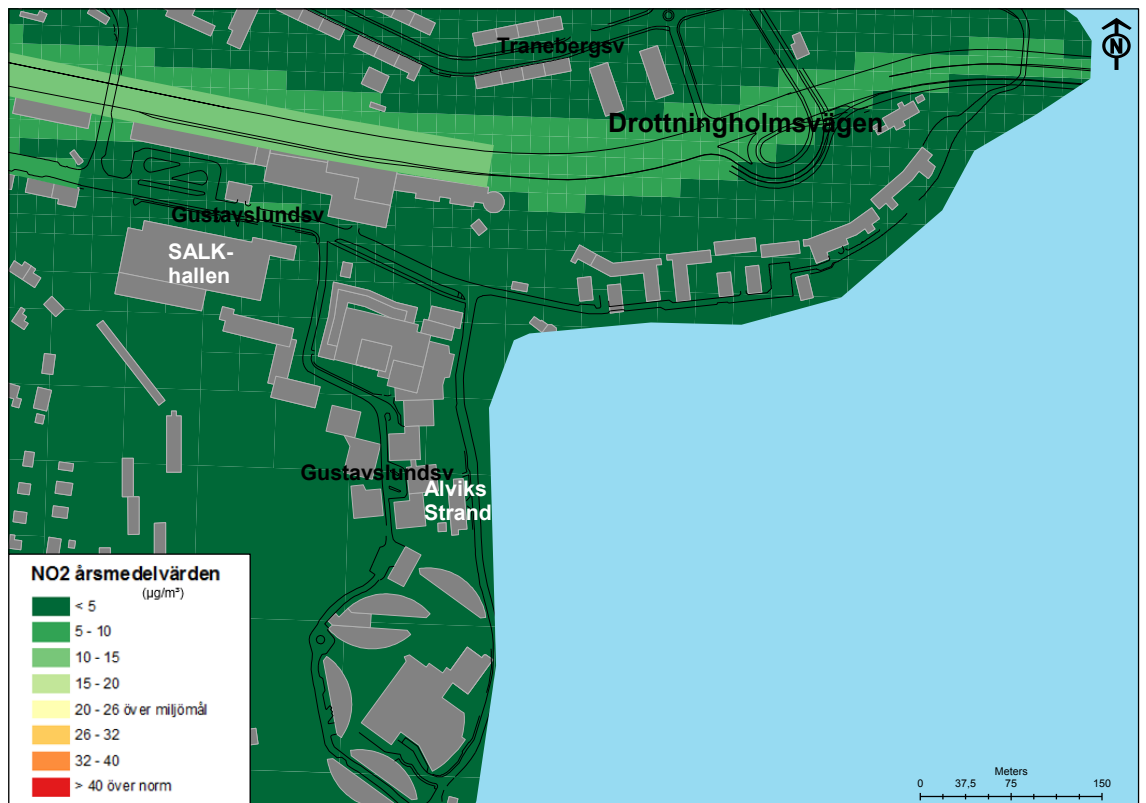 N
Tranebergsv
Drottningholmsvägen
Gustavslundsv
SALK-
hallen
Gustavslundsv
Alviks
Strand
NO2 årsmedelvärden
(µg/m³)
< 5
5 - 10
10 - 15
15 - 20
20 - 26 över miljömål
26 - 32
32 - 40
> 40 över norm
Meters
0 37,5 75 150